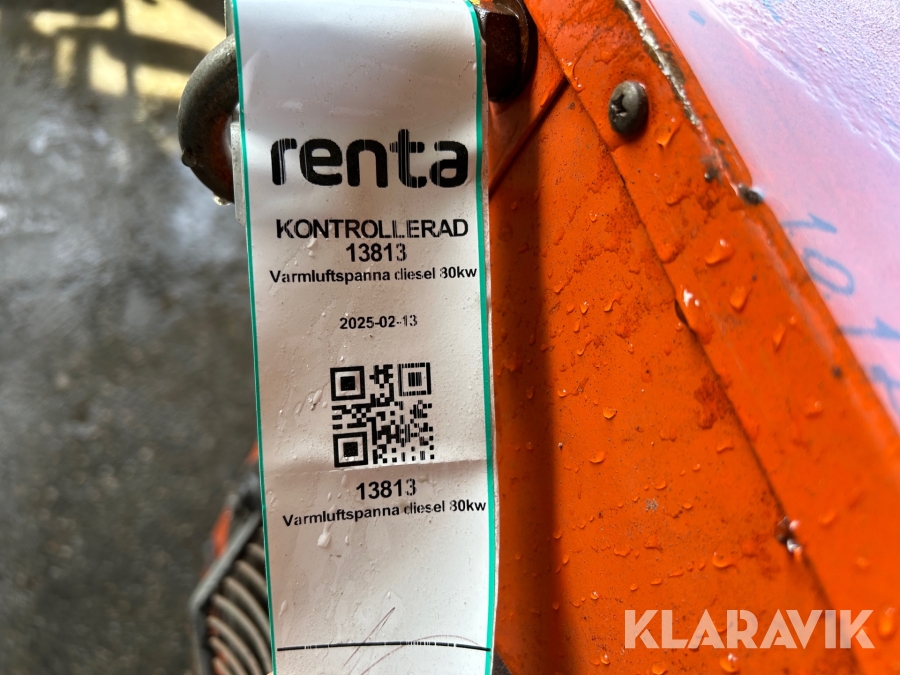 renta
KONTROLLERAD
13813
Varmluftspanna diesel 80kw
2025-02-13
13813
Varmluftspanna diesel 80kw
KLARAVIK